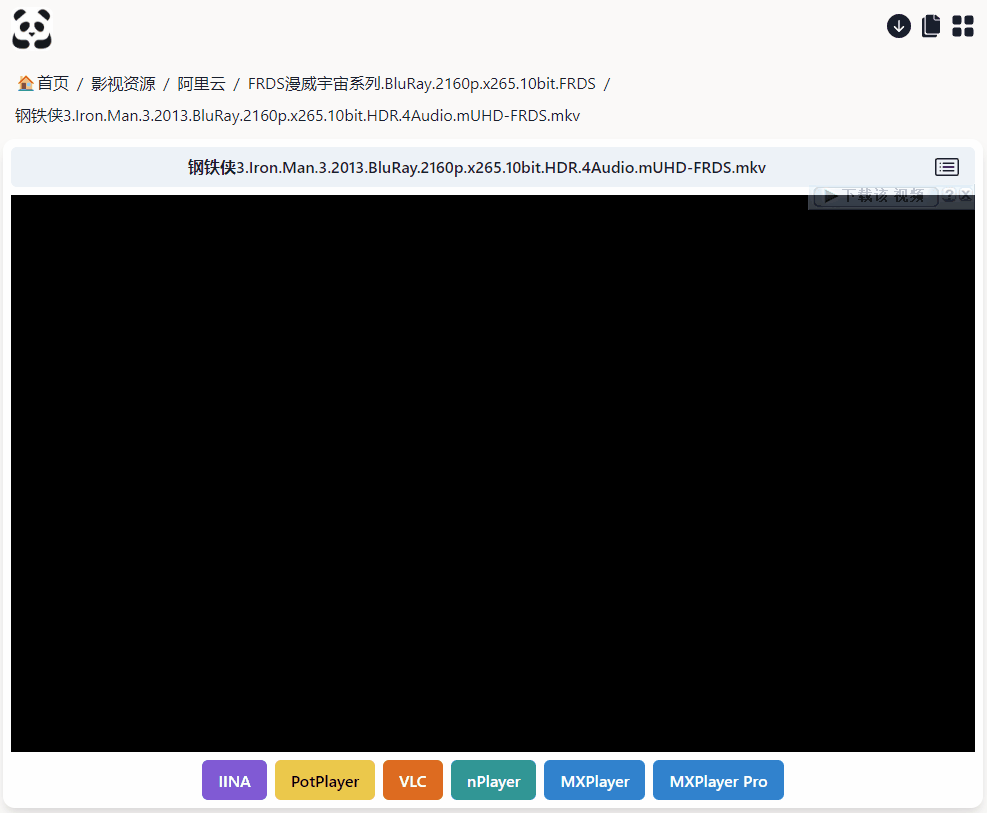 首页 / 影视资源 / 阿里云 / FRDS漫威宇宙系列.BluRay.2160p.x265.10bit.FRDS /
钢铁侠3.Iron.Man.3.2013.BluRay.2160p.x265.10bit.HDR.4Audio.mUHD-FRDS.mkv
钢铁侠3.Iron.Man.3.2013.BluRay.2160p.x265.10bit.HDR.4Audio.mUHD-FRDS.mkv
下载该 视频 ? x
IINA PotPlayer VLC nPlayer MXPlayer MXPlayer Pro